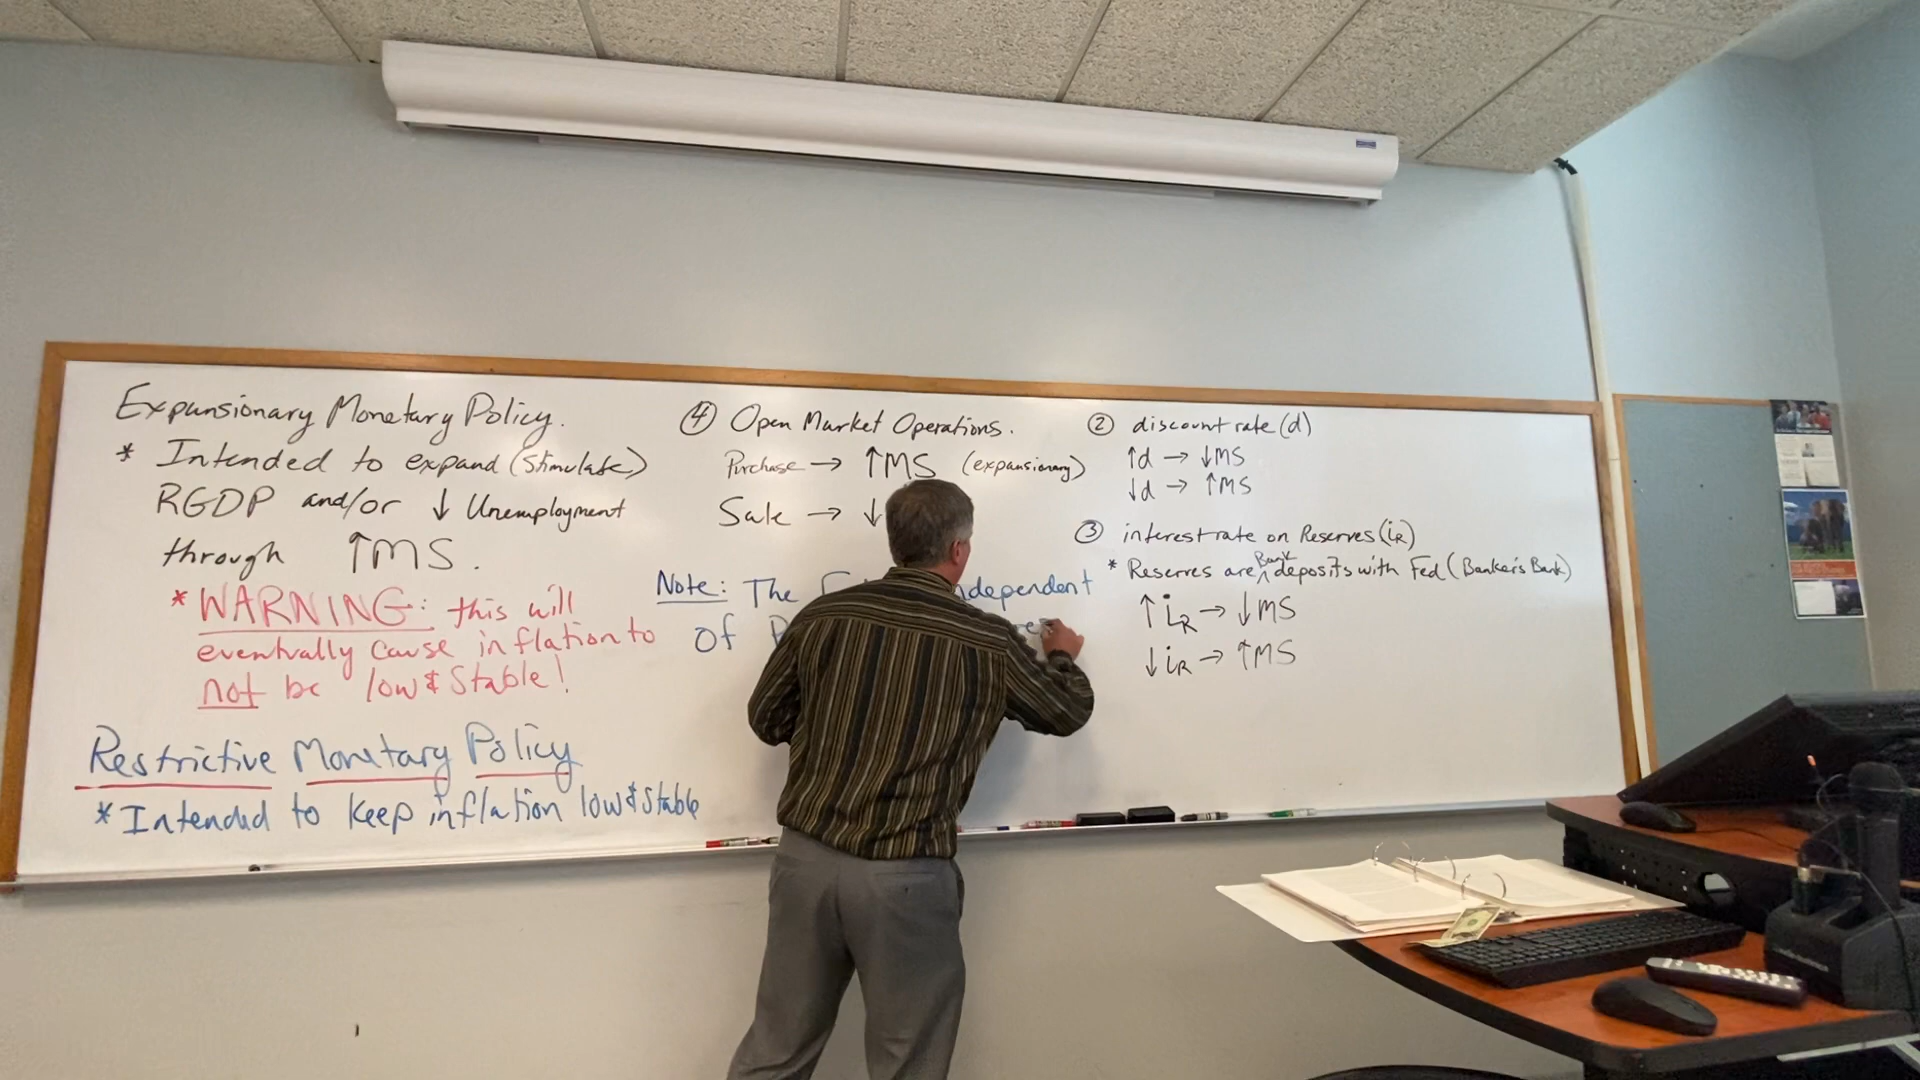 Expansionary Monetary Policy.
* Intended to expand (Stimulate)
RGDP and/or ↓ Unemployment
through ↑MS.
* WARNING: this will
eventually cause inflation to
not be low & Stable!
Restrictive Monetary Policy
* Intended to keep inflation low & Stable
④ Open Market Operations.
Purchase → ↑MS (expansionary)
Sale → ↓
Note: The
of
② discount rate (d)
↑d → ↓MS
↓d → ↑MS
③ interest rate on Reserves (iR)
* Reserves are Bank deposits with Fed (Banker's Bank)
↑ iR → ↓MS
↓ iR → ↑MS